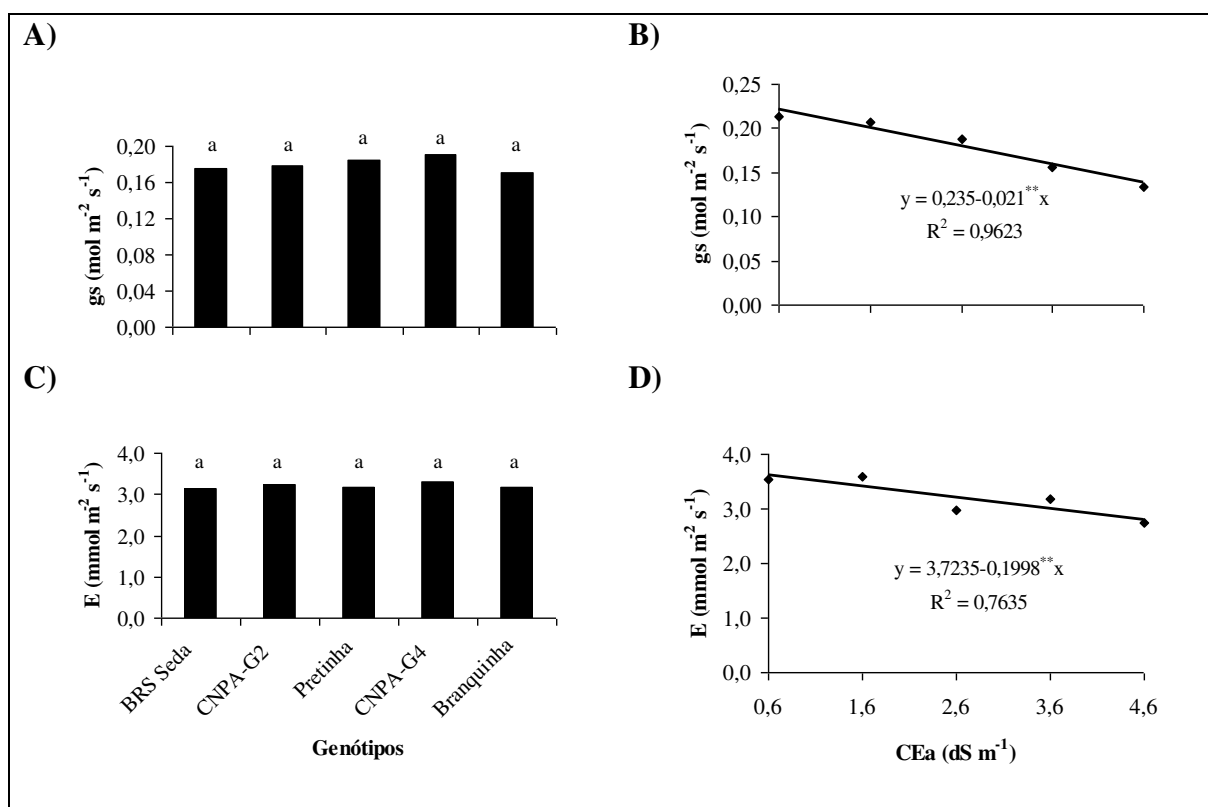 A)
gs (mol m⁻² s⁻¹)
0,20
0,16
0,12
0,08
0,04
0,00
a a a a a
B)
gs (mol m⁻² s⁻¹)
0,25
0,20
0,15
0,10
0,05
0,00
y = 0,235-0,021**x
R² = 0,9623
C)
E (mmol m⁻² s⁻¹)
4,0
3,0
2,0
1,0
0,0
a a a a a
BRS Seda
CNPA-G2
Pretinha
CNPA-G4
Branquinha
Genótipos
D)
E (mmol m⁻² s⁻¹)
4,0
3,0
2,0
1,0
0,0
y = 3,7235-0,1998**x
R² = 0,7635
0,6 1,6 2,6 3,6 4,6
CEa (dS m⁻¹)